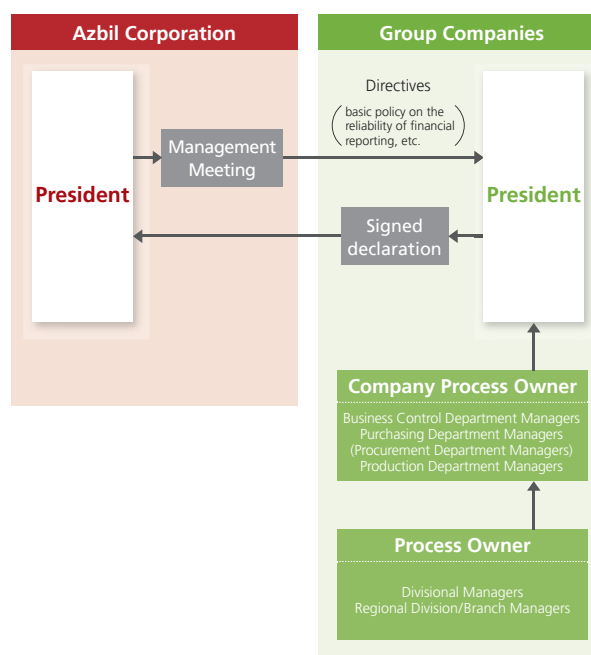 Azbil Corporation
Group Companies
Directives
(basic policy on the
reliability of financial
reporting, etc.)
Management
Meeting
President
President
Signed
declaration
Company Process Owner
Business Control Department Managers
Purchasing Department Managers
(Procurement Department Managers)
Production Department Managers
Process Owner
Divisional Managers
Regional Division/Branch Managers